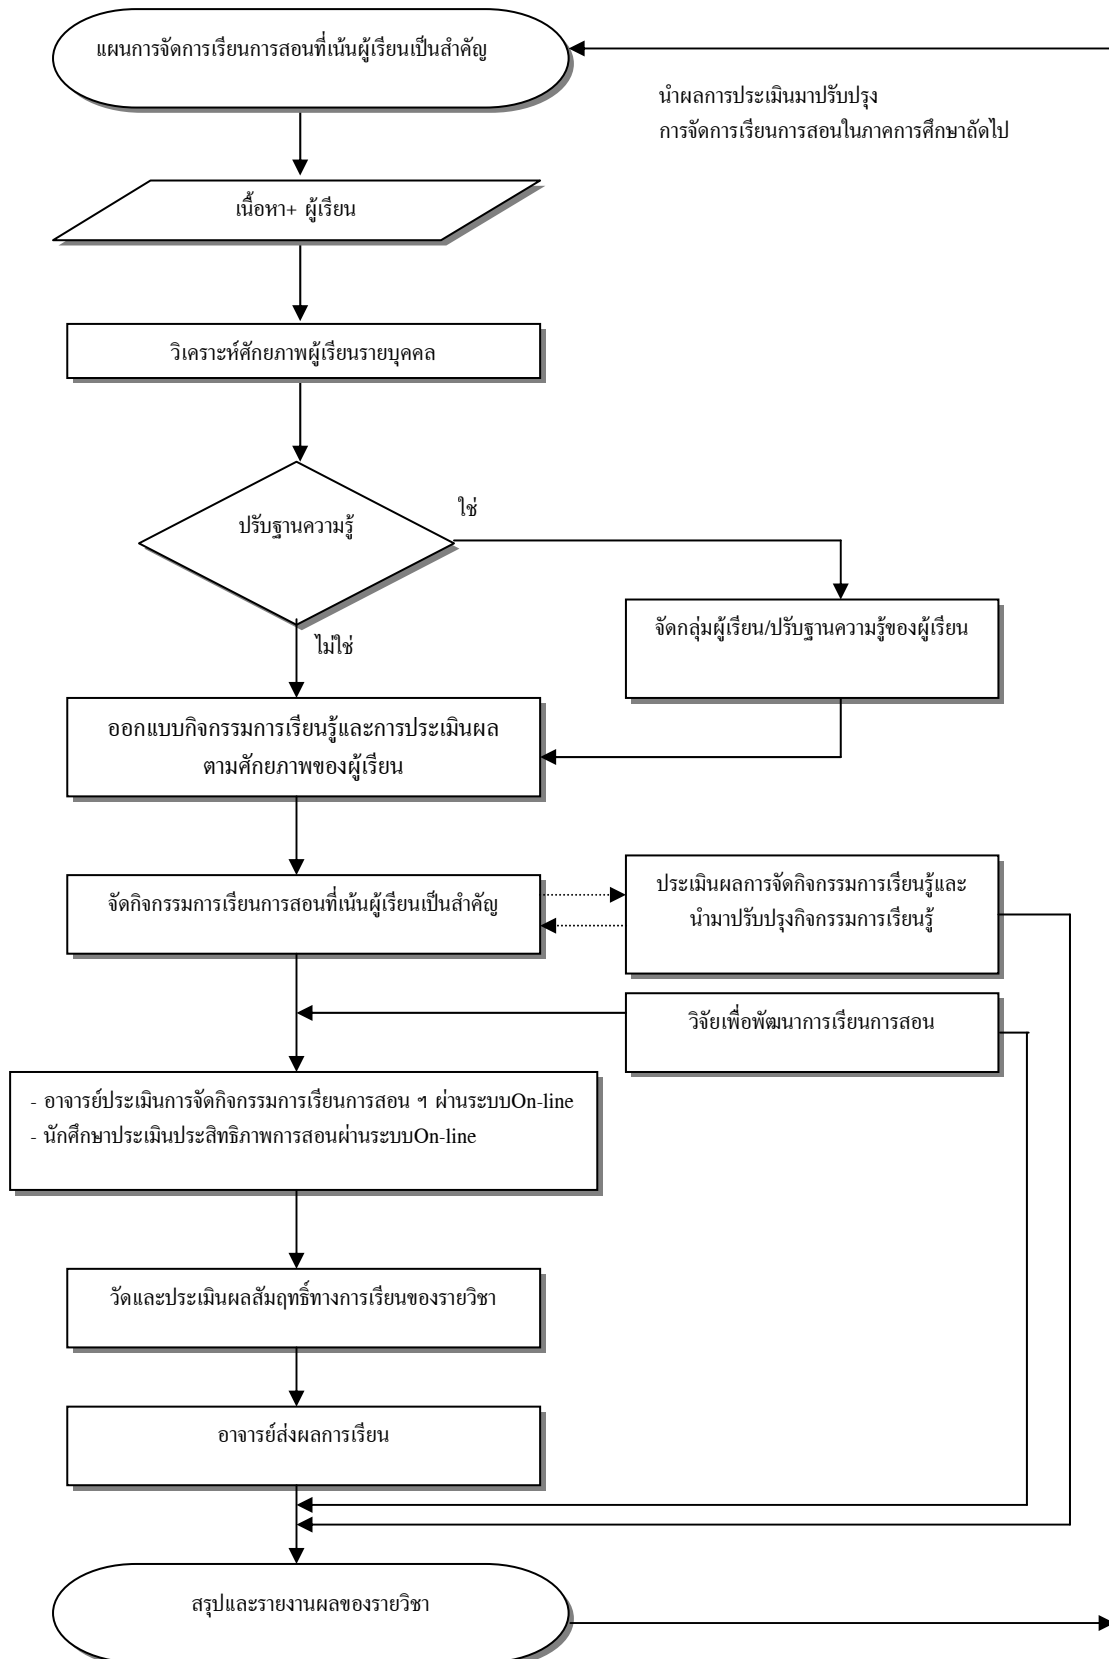 แผนการจัดการเรียนการสอนที่เน้นผู้เรียนเป็นสำคัญ
นำผลการประเมินมาปรับปรุง
การจัดการเรียนการสอนในภาคการศึกษาถัดไป
เนื้อหา+ ผู้เรียน
วิเคราะห์ศักยภาพผู้เรียนรายบุคคล
ใช่
ปรับฐานความรู้
จัดกลุ่มผู้เรียน/ปรับฐานความรู้ของผู้เรียน
ไม่ใช่
ออกแบบกิจกรรมการเรียนรู้และการประเมินผล
ตามศักยภาพของผู้เรียน
จัดกิจกรรมการเรียนการสอนที่เน้นผู้เรียนเป็นสำคัญ
ประเมินผลการจัดกิจกรรมการเรียนรู้และ
นำมาปรับปรุงกิจกรรมการเรียนรู้
วิจัยเพื่อพัฒนาการเรียนการสอน
- อาจารย์ประเมินการจัดกิจกรรมการเรียนการสอน ฯ ผ่านระบบOn-line
- นักศึกษาประเมินประสิทธิภาพการสอนผ่านระบบOn-line
วัดและประเมินผลสัมฤทธิ์ทางการเรียนของรายวิชา
อาจารย์ส่งผลการเรียน
สรุปและรายงานผลของรายวิชา